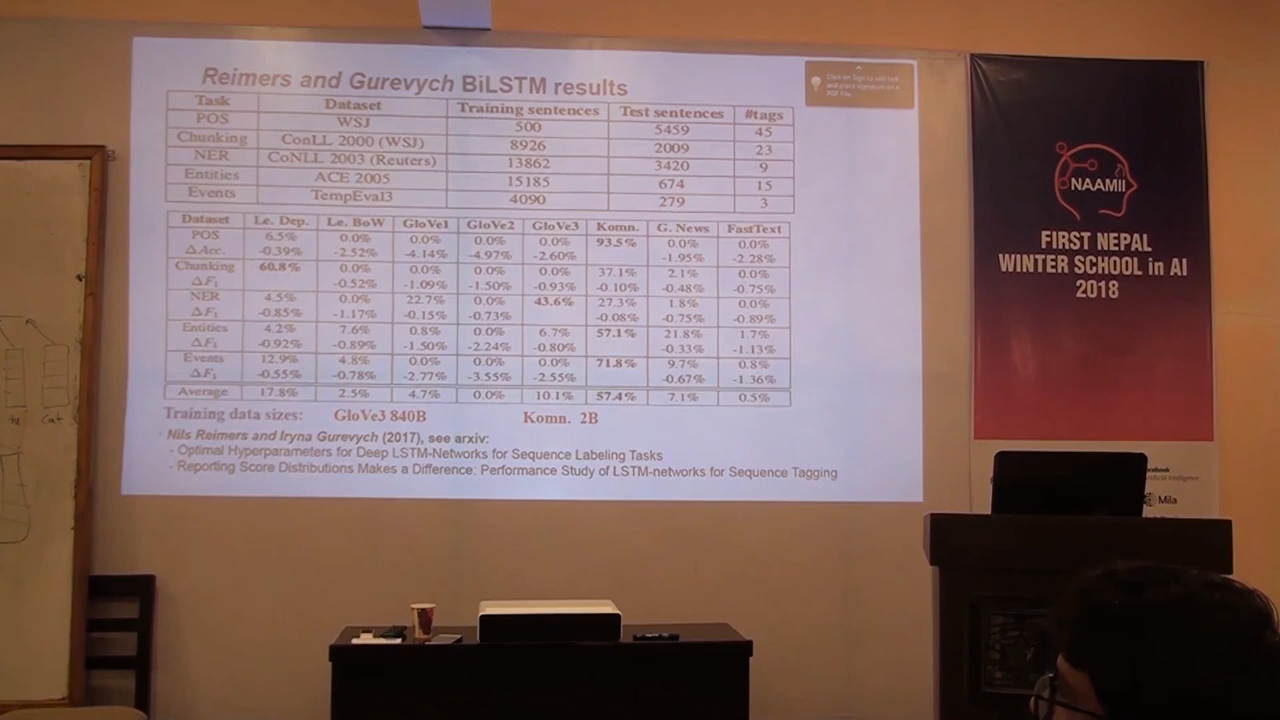 Reimers and Gurevych BiLSTM results
Task Dataset Training sentences Test sentences #tags
POS WSJ 500 5459 45
Chunking ConLL 2000 (WSJ) 8926 2009 23
NER CoNLL 2003 (Reuters) 13862 3420 9
Entities ACE 2005 15185 674 15
Events TempEval3 4090 279 3
Dataset Le. Dep. Le. BoW GloVe1 GloVe2 GloVe3 Komn. G. News FastText
POS 6.5% 0.0% 0.0% 0.0% 0.0% 93.5% 0.0% 0.0%
ΔAcc. -0.39% -2.52% -4.14% -4.97% -2.60% -1.95% -2.28%
Chunking 60.8% 0.0% 0.0% 0.0% 0.0% 37.1% 2.1% 0.0%
ΔF₁ -0.52% -1.09% -1.50% -0.93% -0.10% -0.48% -0.75%
NER 4.5% 0.0% 22.7% 0.0% 43.6% 27.3% 1.8% 0.0%
ΔF₁ -0.85% -1.17% -0.15% -0.73% -0.08% -0.75% -0.89%
Entities 4.2% 7.6% 0.8% 0.0% 6.7% 57.1% 21.8% 1.7%
ΔF₁ -0.92% -0.89% -1.50% -2.24% -0.80% -0.33% -1.13%
Events 12.9% 4.8% 0.0% 0.0% 0.0% 71.8% 9.7% 0.8%
ΔF₁ -0.55% -0.78% -2.77% -3.55% -2.55% -0.67% -1.36%
Average 17.8% 2.5% 4.7% 0.0% 10.1% 57.4% 7.1% 0.5%
Training data sizes: GloVe3 840B Komn. 2B
Nils Reimers and Iryna Gurevych (2017), see arxiv:
- Optimal Hyperparameters for Deep LSTM-Networks for Sequence Labeling Tasks
- Reporting Score Distributions Makes a Difference: Performance Study of LSTM-networks for Sequence Tagging
Click on Sign to add text
and place signature on a
PDF File.
NAAMII
FIRST NEPAL
WINTER SCHOOL in AI
2018
Mila
Cat